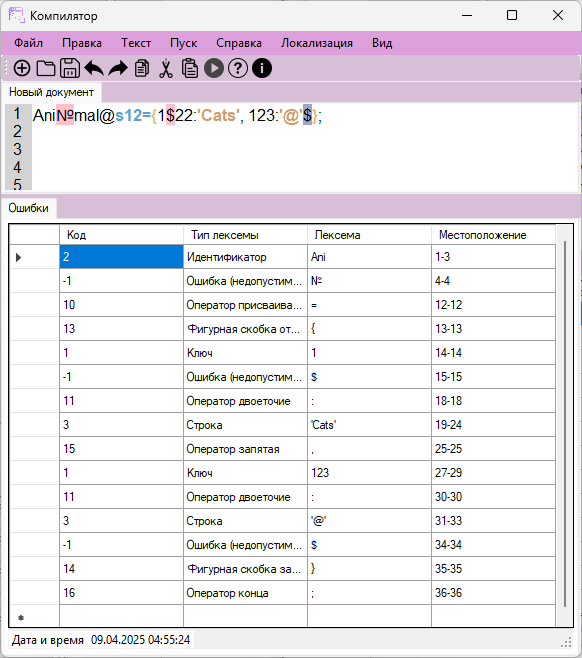 Компилятор
Файл Правка Текст Пуск Справка Локализация Вид
Новый документ
1 Ani№mal@s12={1$22:'Cats', 123:'@'$};
2
3
4
5
Ошибки
Код Тип лексемы Лексема Местоположение
2 Идентификатор Ani 1-3
-1 Ошибка (недопустим... № 4-4
10 Оператор присваива... = 12-12
13 Фигурная скобка от... { 13-13
1 Ключ 1 14-14
-1 Ошибка (недопустим... $ 15-15
11 Оператор двоеточие : 18-18
3 Строка 'Cats' 19-24
15 Оператор запятая , 25-25
1 Ключ 123 27-29
11 Оператор двоеточие : 30-30
3 Строка '@' 31-33
-1 Ошибка (недопустим... $ 34-34
14 Фигурная скобка за... } 35-35
16 Оператор конца ; 36-36
Дата и время 09.04.2025 04:55:24